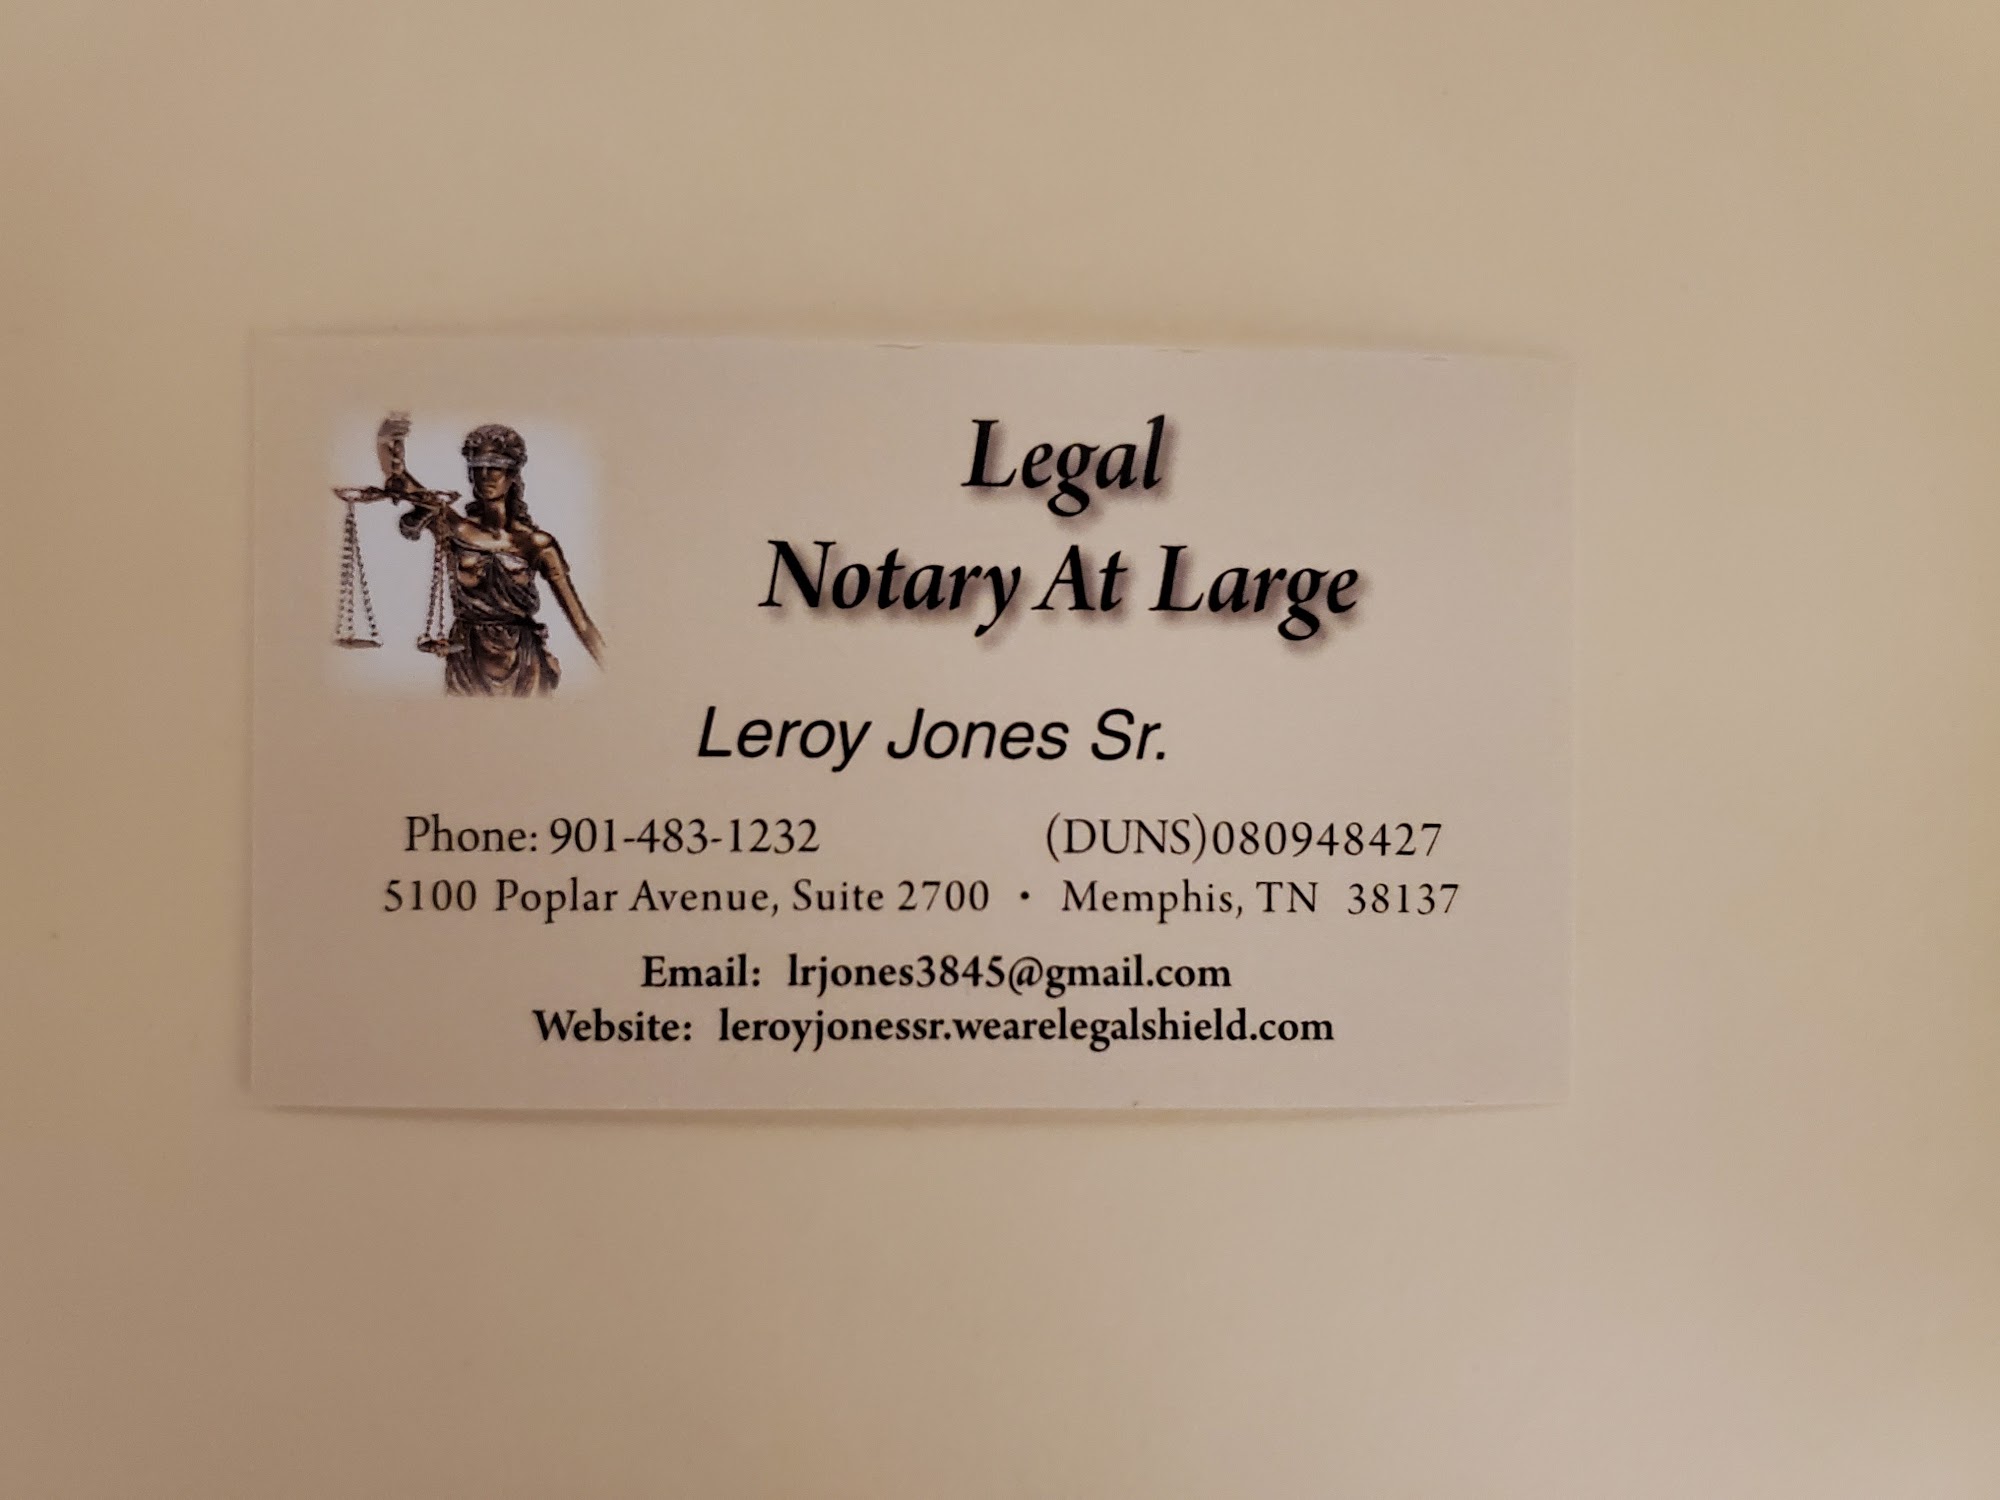 Legal
Notary At Large
Leroy Jones Sr.
Phone: 901-483-1232 (DUNS)080948427
5100 Poplar Avenue, Suite 2700 • Memphis, TN 38137
Email: lrjones3845@gmail.com
Website: leroyjonessr.wearelegalshield.com